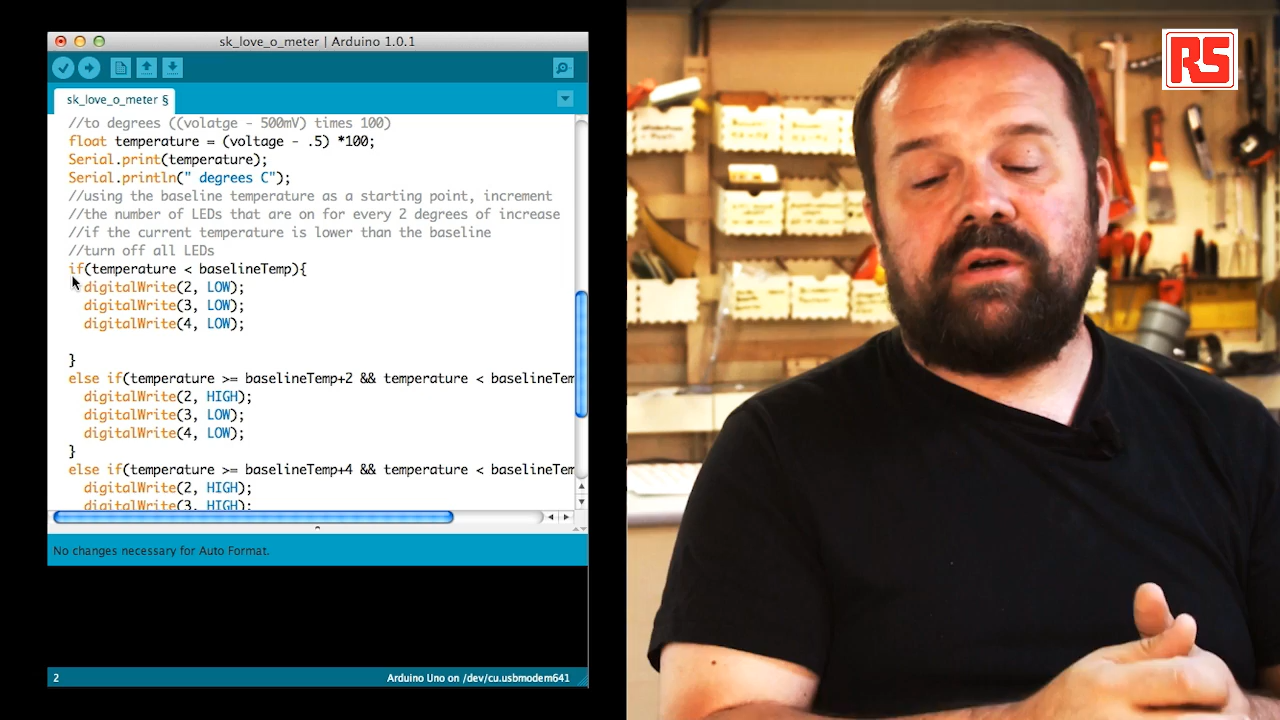 sk_love_o_meter | Arduino 1.0.1
sk_love_o_meter §
//to degrees ((volatge - 500mV) times 100)
float temperature = (voltage - .5) *100;
Serial.print(temperature);
Serial.println(" degrees C");
//using the baseline temperature as a starting point, increment
//the number of LEDs that are on for every 2 degrees of increase
//if the current temperature is lower than the baseline
//turn off all LEDs
if(temperature < baselineTemp){
digitalWrite(2, LOW);
digitalWrite(3, LOW);
digitalWrite(4, LOW);
}
else if(temperature >= baselineTemp+2 && temperature < baselineTem
digitalWrite(2, HIGH);
digitalWrite(3, LOW);
digitalWrite(4, LOW);
}
else if(temperature >= baselineTemp+4 && temperature < baselineTem
digitalWrite(2, HIGH);
digitalWrite(3, HIGH);
No changes necessary for Auto Format.
2
Arduino Uno on /dev/cu.usbmodem641
RS